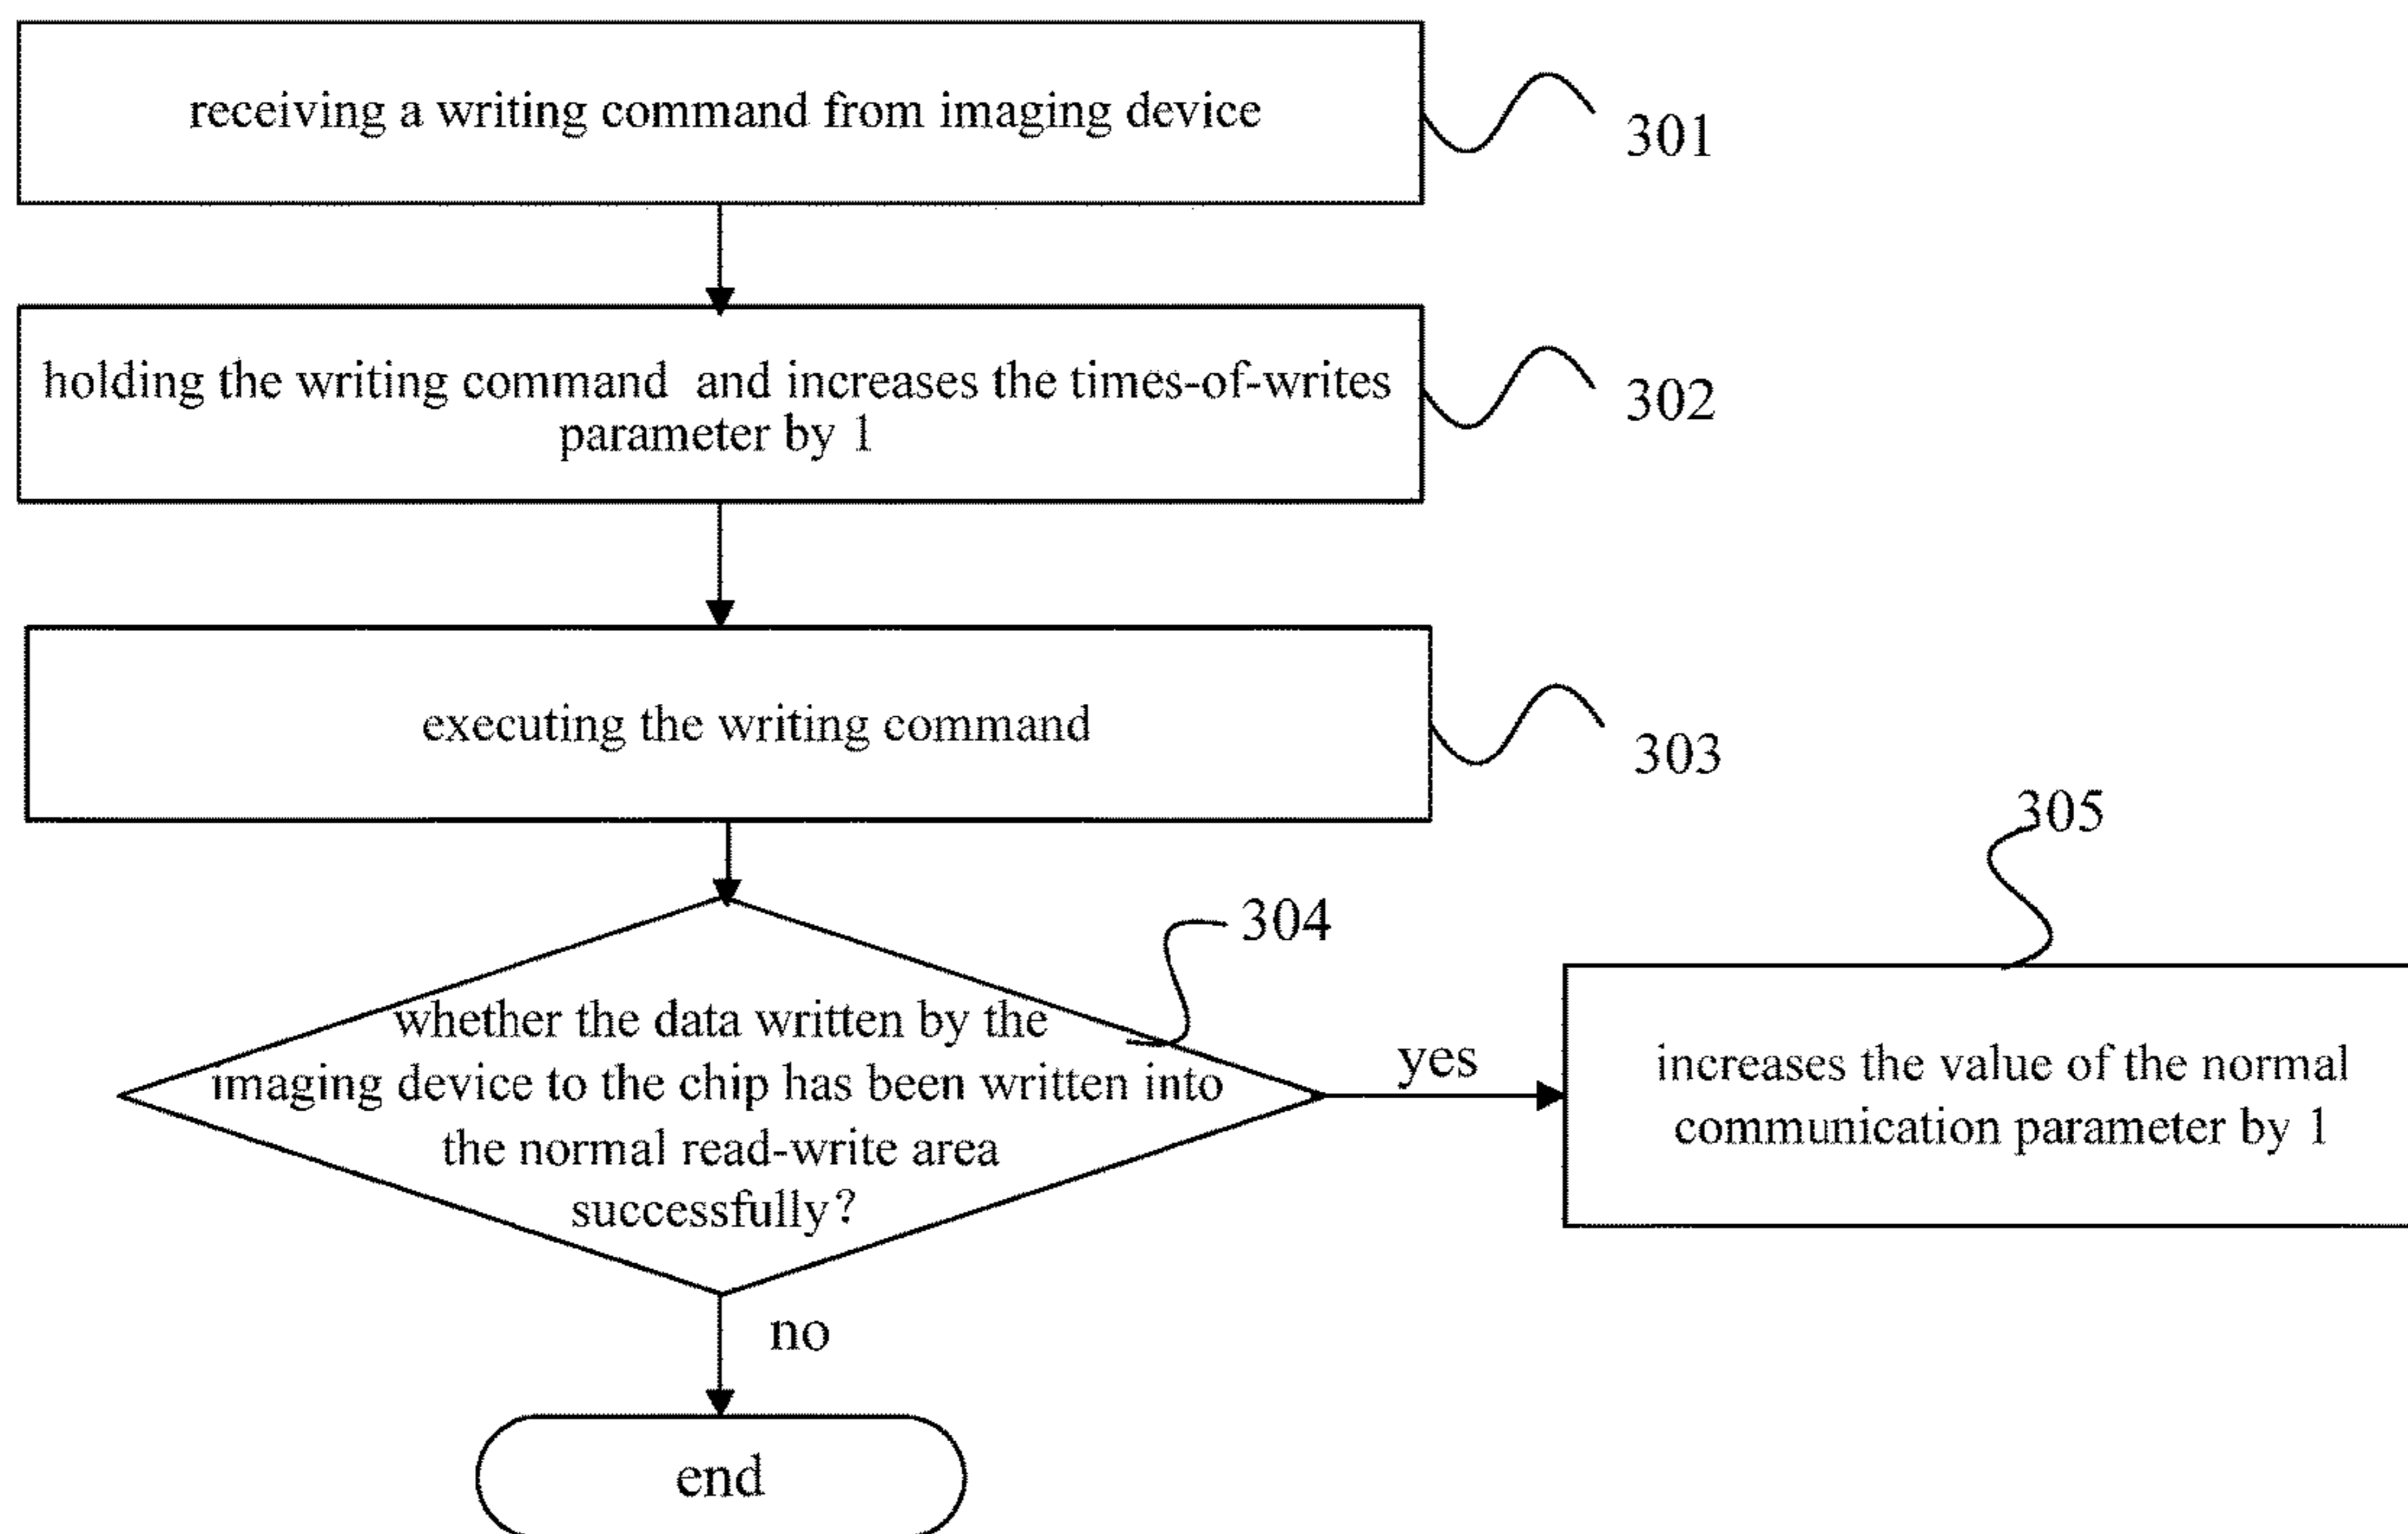 receiving a writing command from imaging device
301
holding the writing command and increases the times-of-writes
parameter by 1
302
executing the writing command
303
305
304
whether the data written by the
imaging device to the chip has been written into
the normal read-write area
successfully?
yes
increases the value of the normal
communication parameter by 1
no
end